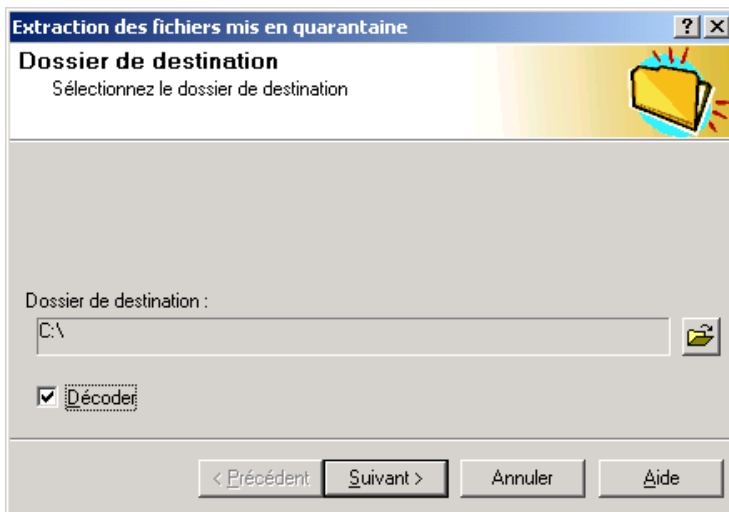 Extraction des fichiers mis en quarantaine
Dossier de destination
Sélectionnez le dossier de destination
Dossier de destination :
C:\
Décoder
< Précédent
Suivant >
Annuler
Aide